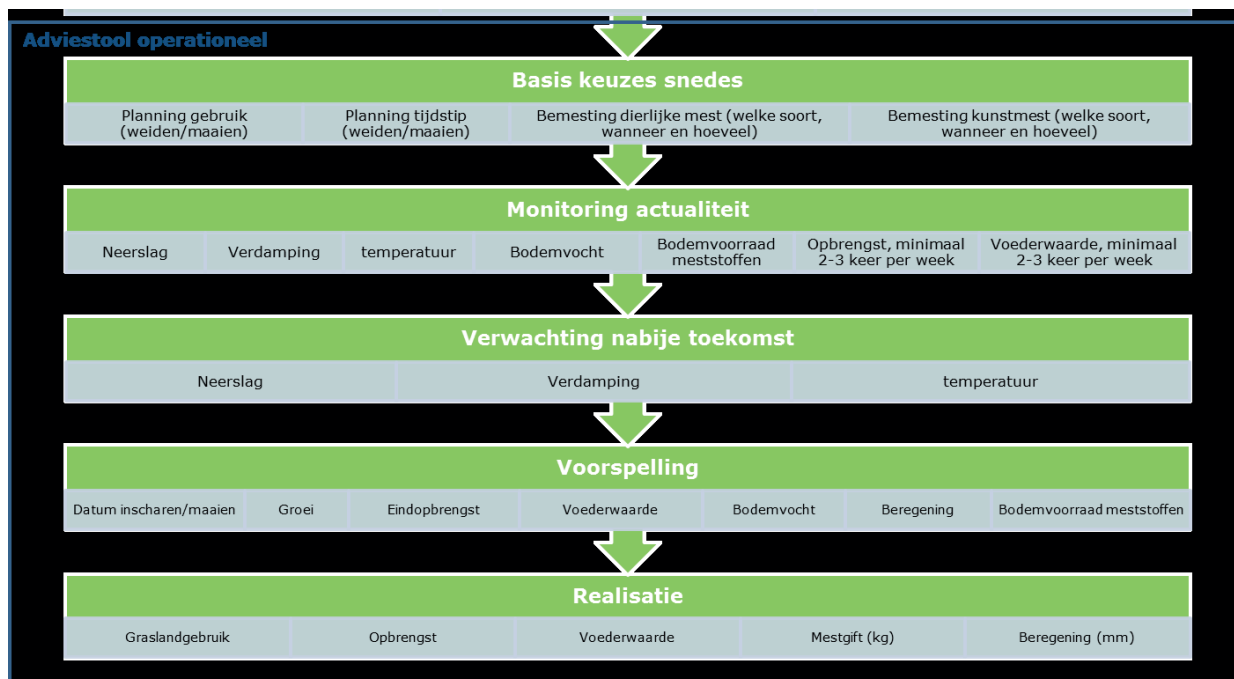 Adviestool operationeel
Basis keuzes snedes
Planning gebruik
(weiden/maaien)
Planning tijdstip
(weiden/maaien)
Bemesting dierlijke mest (welke soort,
wanneer en hoeveel)
Bemesting kunstmest (welke soort,
wanneer en hoeveel)
Monitoring actualiteit
Neerslag
Verdamping
temperatuur
Bodemvocht
Bodemvoorraad
meststoffen
Opbrengst, minimaal
2-3 keer per week
Voederwaarde, minimaal
2-3 keer per week
Verwachting nabije toekomst
Neerslag
Verdamping
temperatuur
Voorspelling
Datum inscharen/maaien
Groei
Eindopbrengst
Voederwaarde
Bodemvocht
Beregening
Bodemvoorraad meststoffen
Realisatie
Graslandgebruik
Opbrengst
Voederwaarde
Mestgift (kg)
Beregening (mm)